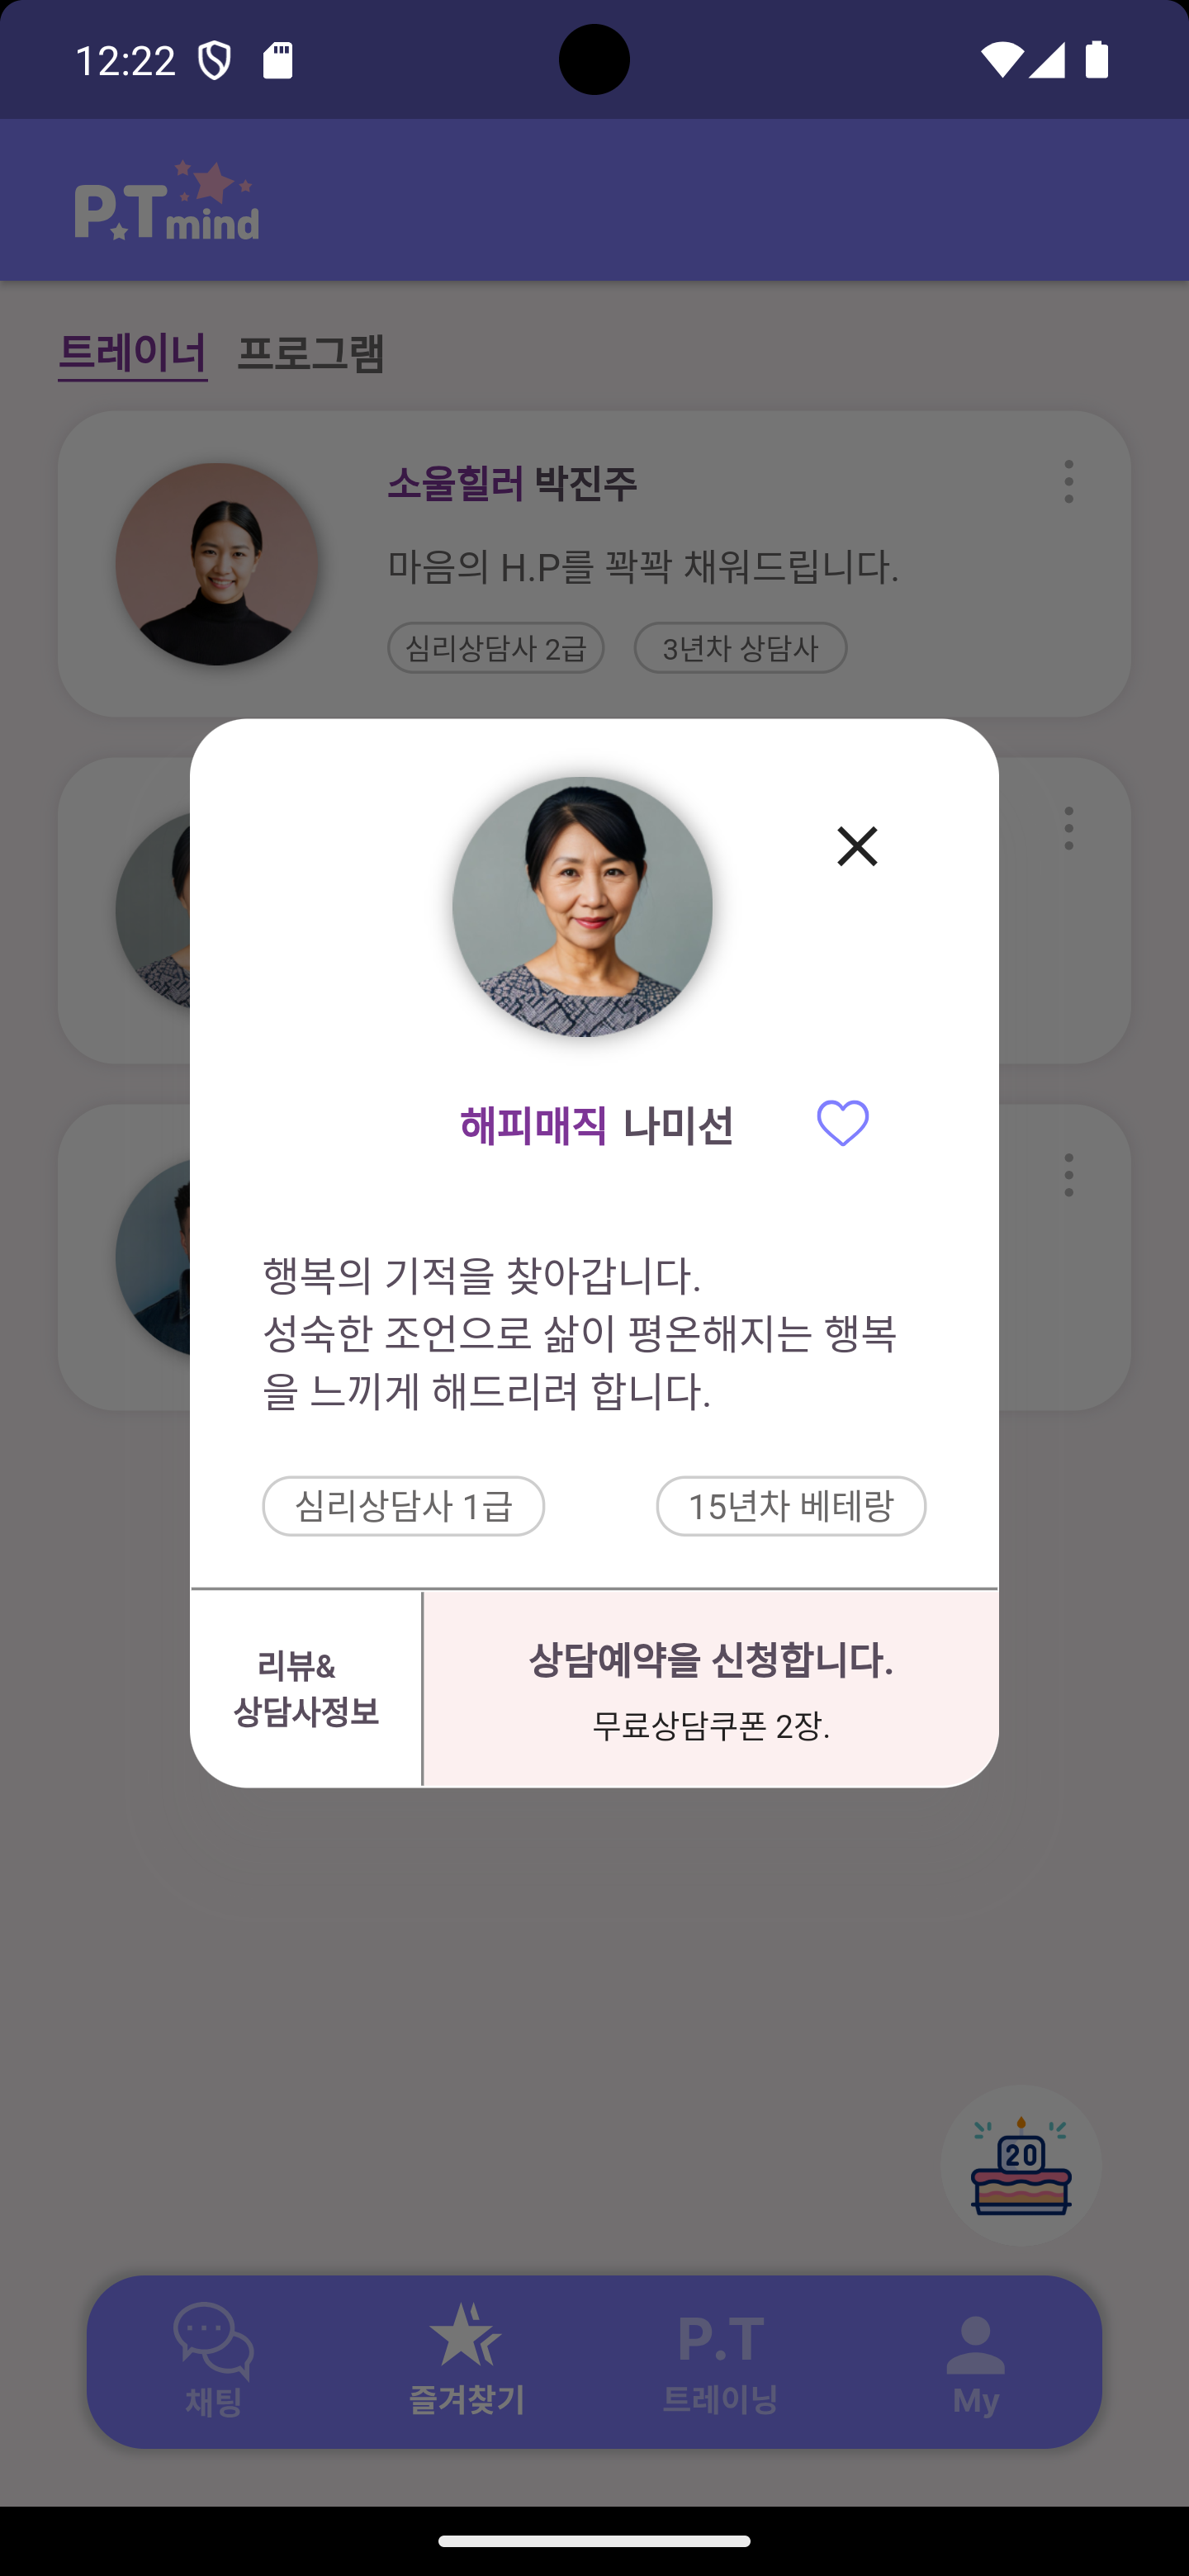 12:22
P.T mind
트레이너 프로그램
소울힐러 박진주
마음의 H.P를 꽉꽉 채워드립니다.
심리상담사 2급 3년차 상담사
해피매직 나미선
행복의 기적을 찾아갑니다.
성숙한 조언으로 삶이 평온해지는 행복
을 느끼게 해드리려 합니다.
심리상담사 1급 15년차 베테랑
리뷰&
상담사정보
상담예약을 신청합니다.
무료상담쿠폰 2장.
20
P.T
채팅 즐겨찾기 트레이닝 My